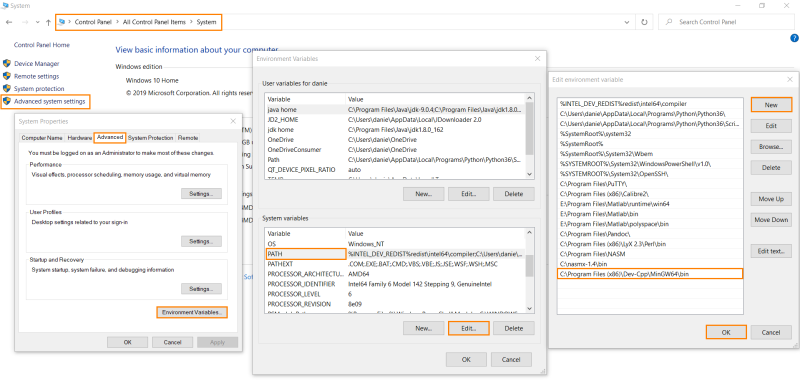 System
Control Panel > All Control Panel Items > System
Search Control Panel
Control Panel Home
Device Manager
Remote settings
System protection
Advanced system settings
View basic information about your computer
Windows edition
Windows 10 Home
© 2019 Microsoft Corporation. All rights
System Properties
Computer Name
Hardware
Advanced
System Protection
Remote
You must be logged on as an Administrator to make most of these changes.
Performance
Visual effects, processor scheduling, memory usage, and virtual memory
Settings...
User Profiles
Desktop settings related to your sign-in
Settings...
Startup and Recovery
System startup, system failure, and debugging information
Settings...
Environment Variables...
OK
Cancel
Apply
Environment Variables
User variables for danie
Variable Value
java home C:\Program Files\Java\jdk-9.0.4;C:\Program Files\Java\jdk1.8.0...
JD2_HOME C:\Users\danie\AppData\Local\JDownloader 2.0
jdk home C:\Program Files\Java\jdk1.8.0_162
OneDrive C:\Users\danie\OneDrive
OneDriveConsumer C:\Users\danie\OneDrive
Path C:\Users\danie\AppData\Local\Programs\Python\Python36\S...
QT_DEVICE_PIXEL_RATIO auto
New...
Edit...
Delete
System variables
Variable Value
OS Windows_NT
PATH %INTEL_DEV_REDIST%redist\intel64\compiler;C:\Users\danie\...
PATHEXT .COM;.EXE;.BAT;.CMD;.VBS;.VBE;.JS;.JSE;.WSF;.WSH;.MSC
PROCESSOR_ARCHITECTU... AMD64
PROCESSOR_IDENTIFIER Intel64 Family 6 Model 142 Stepping 9, GenuineIntel
PROCESSOR_LEVEL 6
PROCESSOR_REVISION 8e09
New...
Edit...
Delete
OK
Cancel
Edit environment variable
%INTEL_DEV_REDIST%redist\intel64\compiler
C:\Users\danie\AppData\Local\Programs\Python\Python36\
C:\Users\danie\AppData\Local\Programs\Python\Python36\Scri...
%SystemRoot%\system32
%SystemRoot%
%SystemRoot%\System32\Wbem
%SYSTEMROOT%\System32\WindowsPowerShell\v1.0\
%SYSTEMROOT%\System32\OpenSSH\
C:\Program Files\PuTTY\
C:\Program Files (x86)\Calibre2\
C:\Program Files\Matlab\runtime\win64
C:\Program Files\Matlab\bin
C:\Program Files\Matlab\polyspace\bin
C:\Program Files\Pandoc\
C:\Program Files (x86)\LyX 2.3\Perl\bin
C:\Program Files\NASM
C:\nasmx-1.4\bin
C:\Program Files (x86)\Dev-Cpp\MinGW64\bin
New
Edit
Browse...
Delete
Move Up
Move Down
Edit text...
OK
Cancel